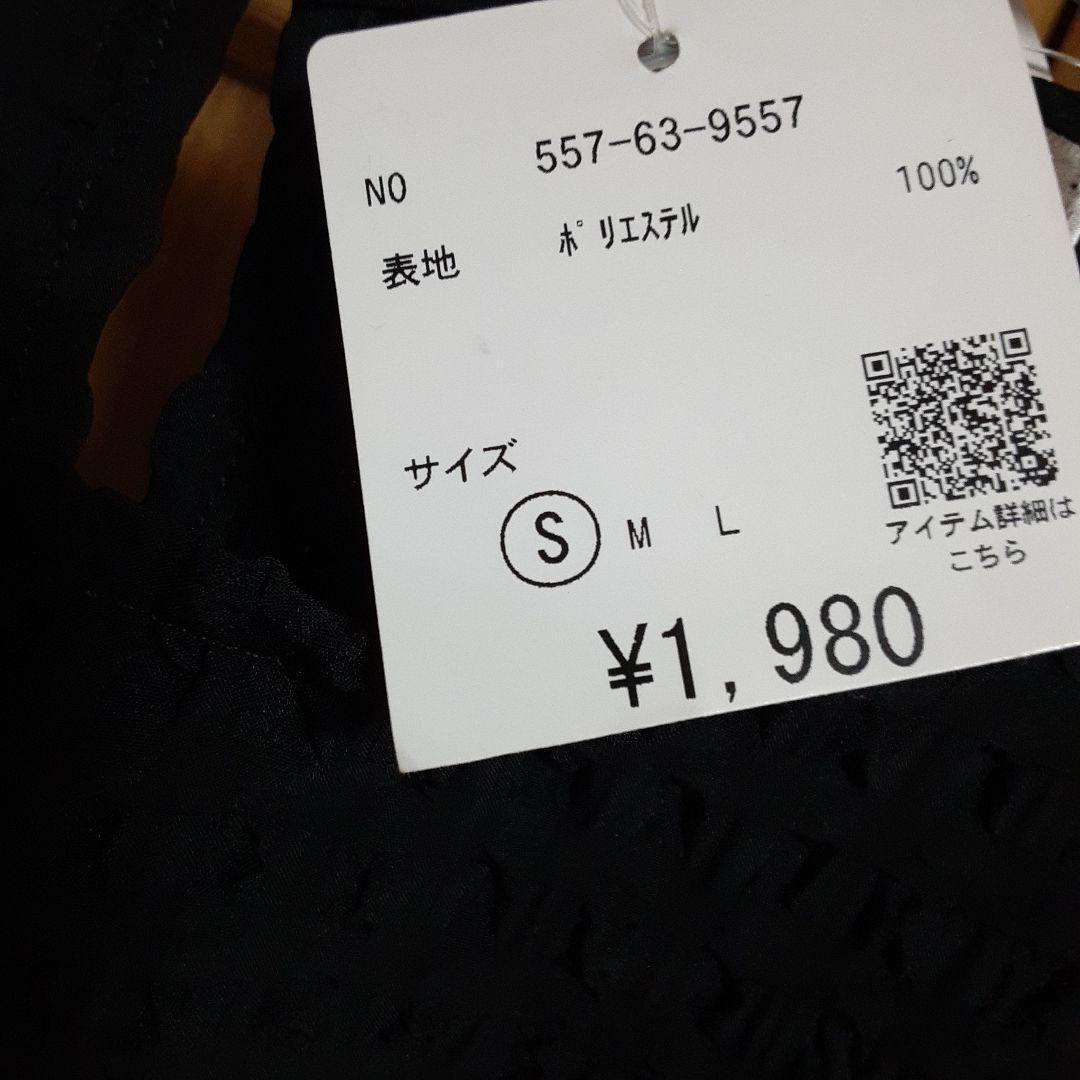 NO 557-63-9557
表地 ﾎﾟﾘｴｽﾃﾙ 100%
サイズ
S M L
アイテム詳細は
こちら
¥1,980